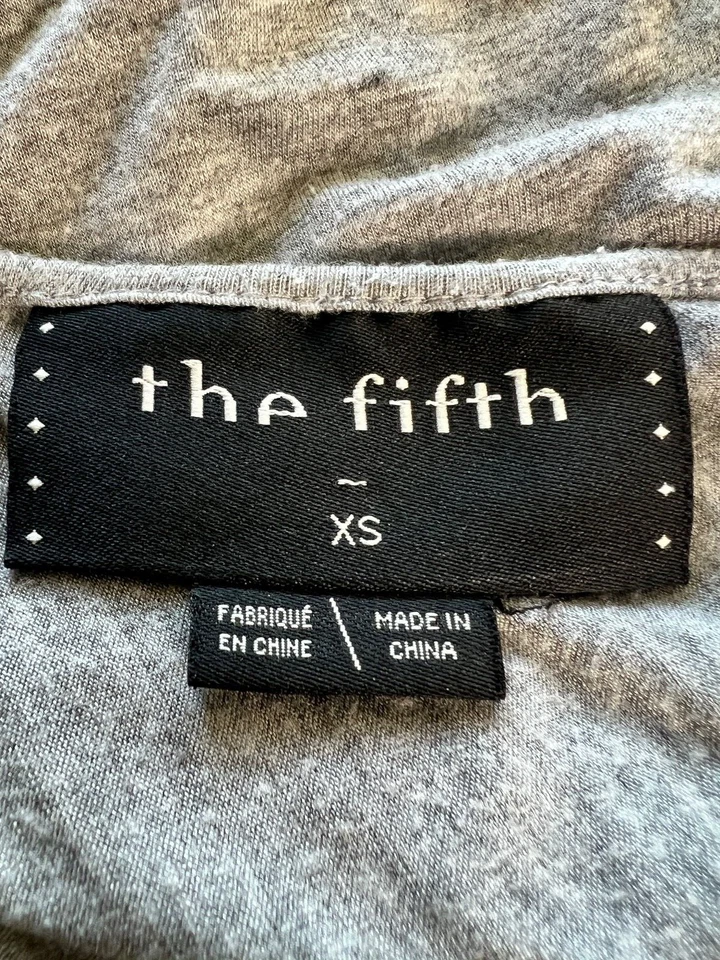 the fifth
~
XS
FABRIQUÉ
EN CHINE
MADE IN
CHINA